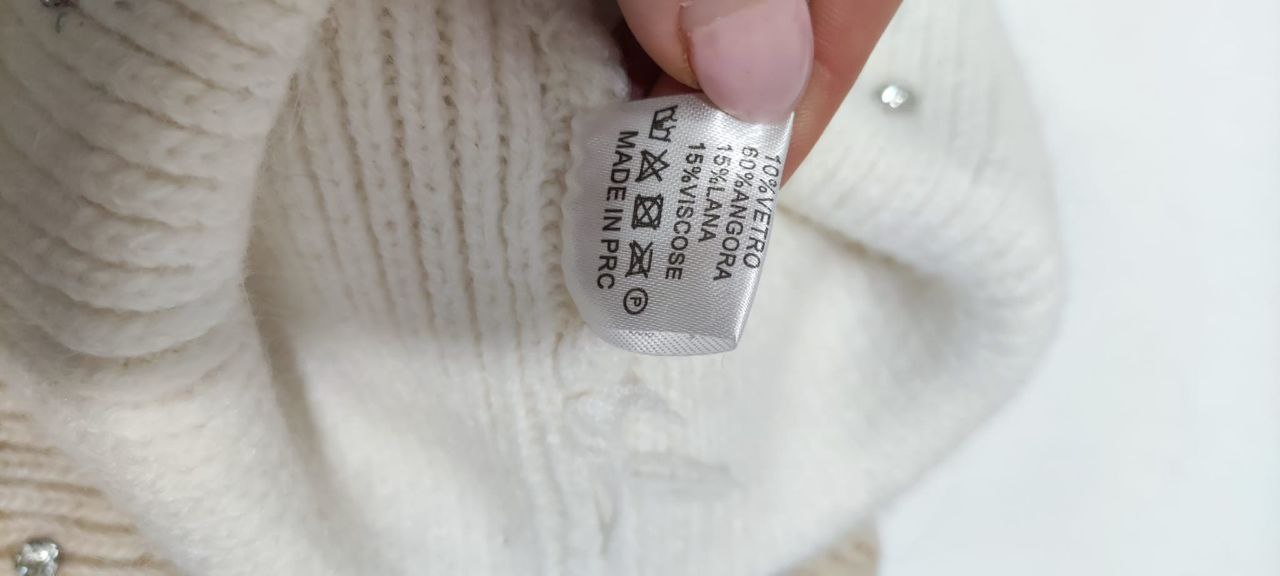 10%VETRO
60%ANGORA
15%LANA
15%VISCOSE
P
MADE IN PRC